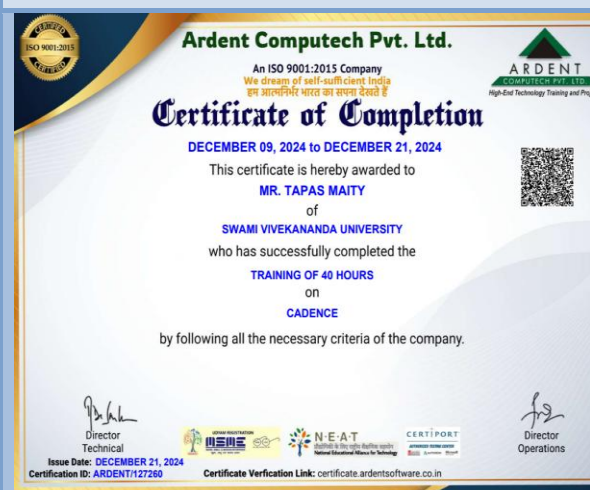 CERTIFIED
ISO 9001:2015
CERTIFIED
Ardent Computech Pvt. Ltd.
An ISO 9001:2015 Company
We dream of self-sufficient India
हम आत्मनिर्भर भारत का सपना देखते हैं
ARDENT
COMPUTECH PVT. LTD.
High-End Technology Training and Proj
Certificate of Completion
DECEMBER 09, 2024 to DECEMBER 21, 2024
This certificate is hereby awarded to
MR. TAPAS MAITY
of
SWAMI VIVEKANANDA UNIVERSITY
who has successfully completed the
TRAINING OF 40 HOURS
on
CADENCE
by following all the necessary criteria of the company.
Director
Technical
MSME
N·E·A·T
National Educational Alliance for Technology
CERTIPORT
Director
Operations
Issue Date: DECEMBER 21, 2024
Certification ID: ARDENT/127260
Certificate Verfication Link: certificate.ardentsoftware.co.in